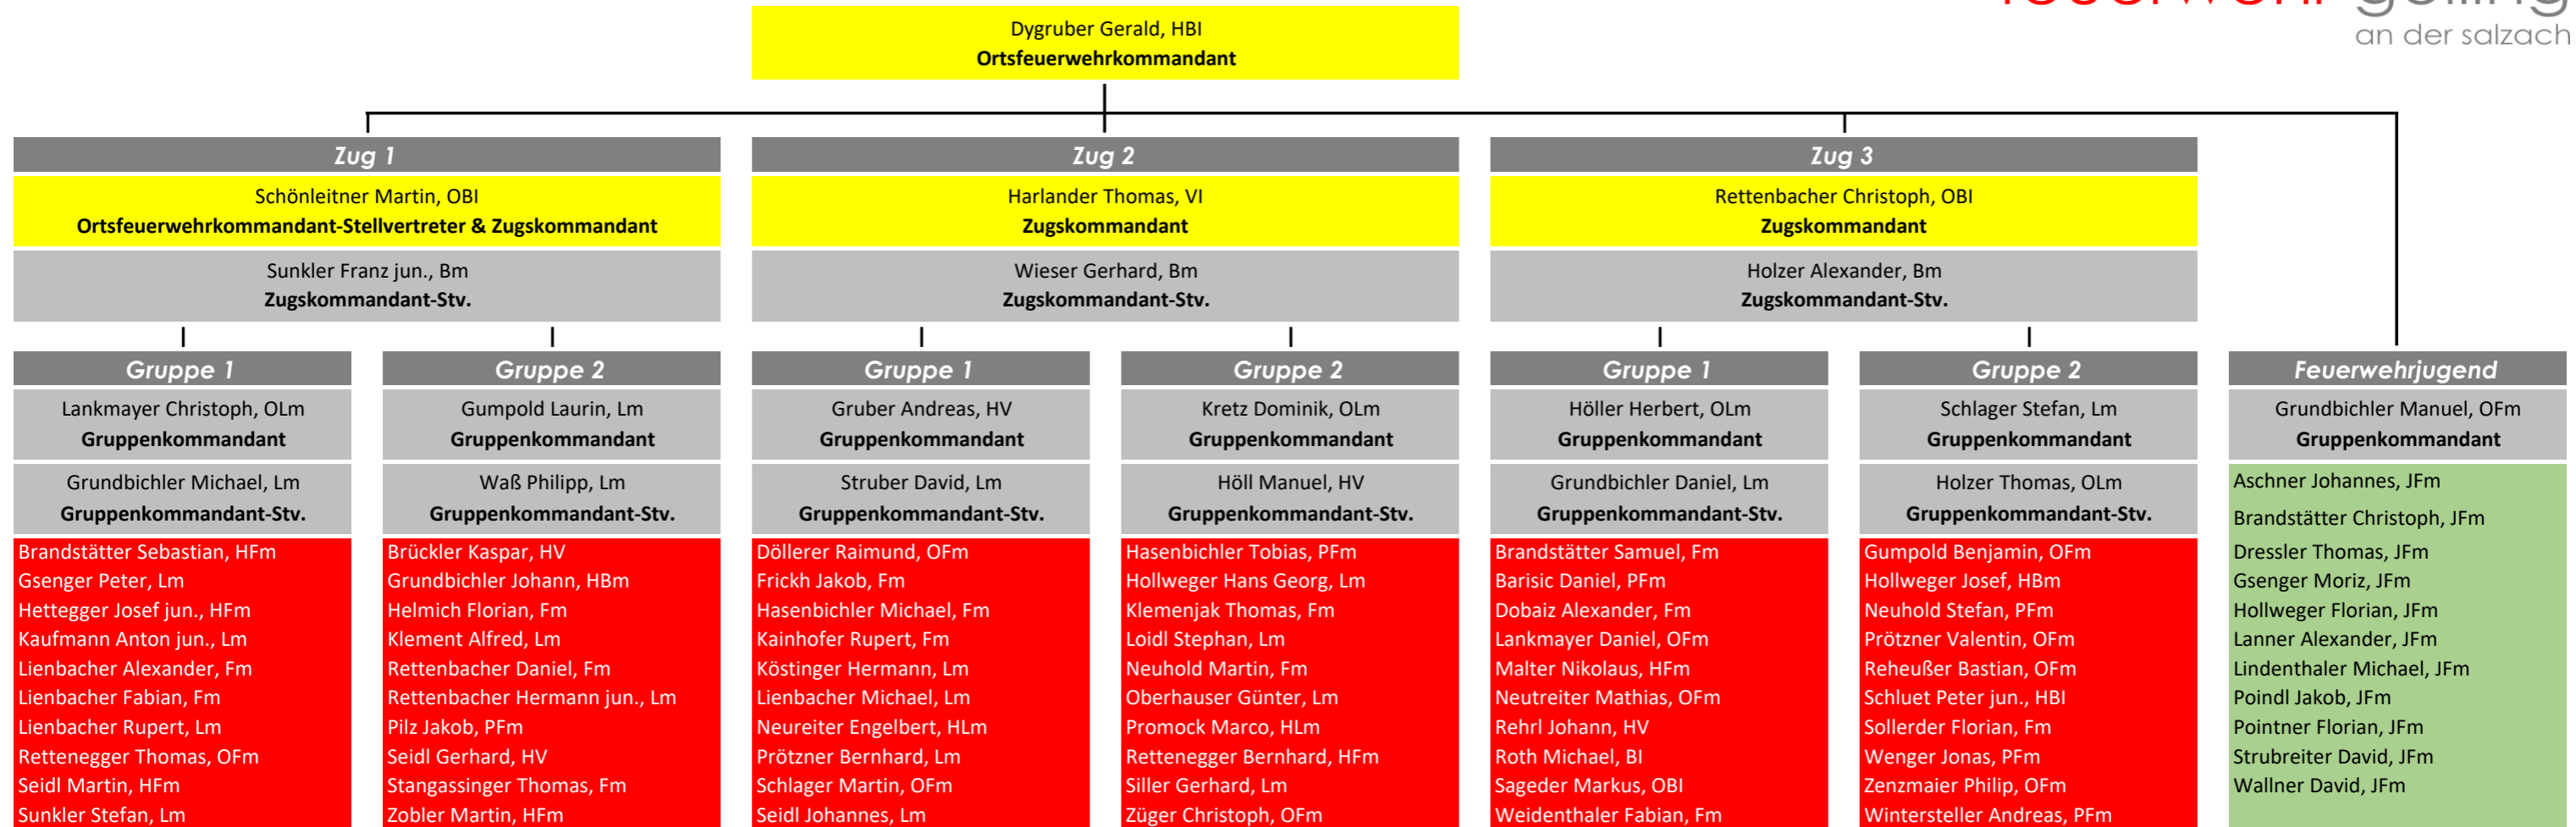 feuerwehr golling
an der salzach
Dygruber Gerald, HBI
Ortsfeuerwehrkommandant
Zug 1
Schönleitner Martin, OBI
Ortsfeuerwehrkommandant-Stellvertreter & Zugskommandant
Sunkler Franz jun., Bm
Zugskommandant-Stv.
Zug 2
Harlander Thomas, VI
Zugskommandant
Wieser Gerhard, Bm
Zugskommandant-Stv.
Zug 3
Rettenbacher Christoph, OBI
Zugskommandant
Holzer Alexander, Bm
Zugskommandant-Stv.
Gruppe 1
Lankmayer Christoph, OLm
Gruppenkommandant
Grundbichler Michael, Lm
Gruppenkommandant-Stv.
Brandstätter Sebastian, HFm
Gsenger Peter, Lm
Hettegger Josef jun., HFm
Kaufmann Anton jun., Lm
Lienbacher Alexander, Fm
Lienbacher Fabian, Fm
Lienbacher Rupert, Lm
Rettenegger Thomas, OFm
Seidl Martin, HFm
Sunkler Stefan, Lm
Gruppe 2
Gumpold Laurin, Lm
Gruppenkommandant
Waß Philipp, Lm
Gruppenkommandant-Stv.
Brückler Kaspar, HV
Grundbichler Johann, HBm
Helmich Florian, Fm
Klement Alfred, Lm
Rettenbacher Daniel, Fm
Rettenbacher Hermann jun., Lm
Pilz Jakob, PFm
Seidl Gerhard, HV
Stangassinger Thomas, Fm
Zobler Martin, HFm
Gruppe 1
Gruber Andreas, HV
Gruppenkommandant
Struber David, Lm
Gruppenkommandant-Stv.
Döllerer Raimund, OFm
Frickh Jakob, Fm
Hasenbichler Michael, Fm
Kainhofer Rupert, Fm
Köstinger Hermann, Lm
Lienbacher Michael, Lm
Neureiter Engelbert, HLm
Prötzner Bernhard, Lm
Schlager Martin, OFm
Seidl Johannes, Lm
Gruppe 2
Kretz Dominik, OLm
Gruppenkommandant
Höll Manuel, HV
Gruppenkommandant-Stv.
Hasenbichler Tobias, PFm
Hollweger Hans Georg, Lm
Klemenjak Thomas, Fm
Loidl Stephan, Lm
Neuhold Martin, Fm
Oberhauser Günter, Lm
Promock Marco, HLm
Rettenegger Bernhard, HFm
Siller Gerhard, Lm
Züger Christoph, OFm
Gruppe 1
Höller Herbert, OLm
Gruppenkommandant
Grundbichler Daniel, Lm
Gruppenkommandant-Stv.
Brandstätter Samuel, Fm
Barisic Daniel, PFm
Dobaiz Alexander, Fm
Lankmayer Daniel, OFm
Malter Nikolaus, HFm
Neutreiter Mathias, OFm
Rehrl Johann, HV
Roth Michael, BI
Sageder Markus, OBI
Weidenthaler Fabian, Fm
Gruppe 2
Schlager Stefan, Lm
Gruppenkommandant
Holzer Thomas, OLm
Gruppenkommandant-Stv.
Gumpold Benjamin, OFm
Hollweger Josef, HBm
Neuhold Stefan, PFm
Prötzner Valentin, OFm
Reheußer Bastian, OFm
Schluet Peter jun., HBI
Sollerder Florian, Fm
Wenger Jonas, PFm
Zenzmaier Philip, OFm
Wintersteller Andreas, PFm
Feuerwehrjugend
Grundbichler Manuel, OFm
Gruppenkommandant
Aschner Johannes, JFm
Brandstätter Christoph, JFm
Dressler Thomas, JFm
Gsenger Moriz, JFm
Hollweger Florian, JFm
Lanner Alexander, JFm
Lindenthaler Michael, JFm
Poindl Jakob, JFm
Pointner Florian, JFm
Strubreiter David, JFm
Wallner David, JFm